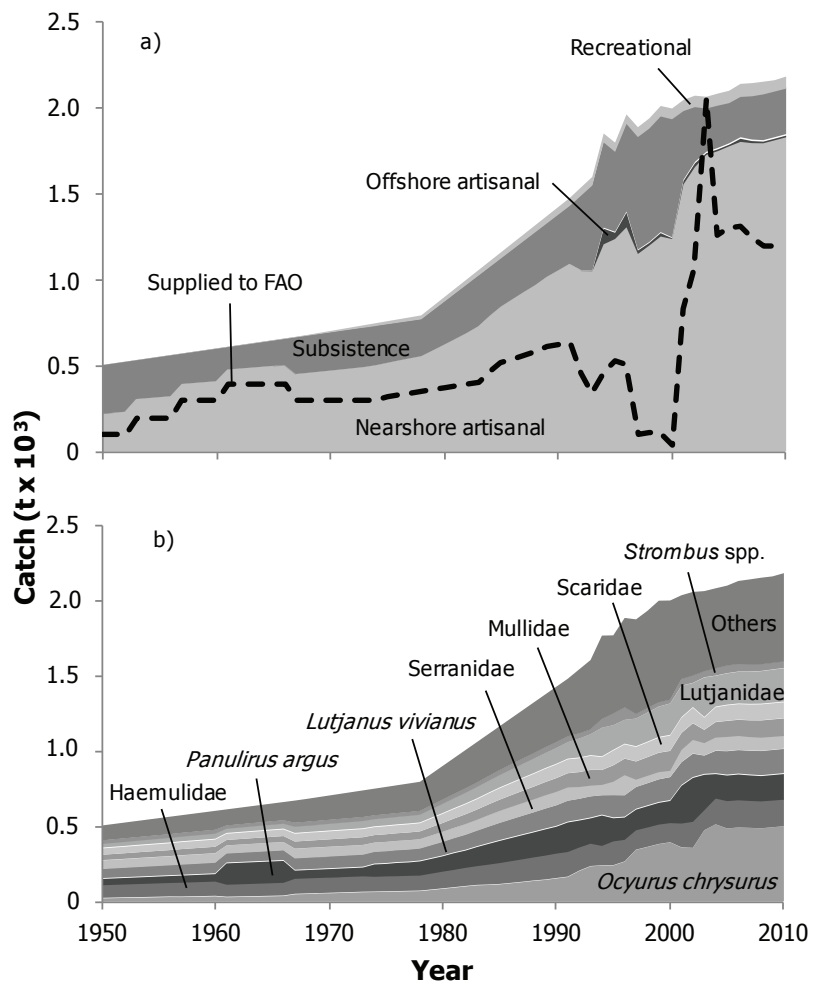 2.5
a)
Recreational
2.0
Offshore artisanal
1.5
Supplied to FAO
1.0
Subsistence
0.5
Nearshore artisanal
0
Catch (t x 10³)
2.5
b)
Strombus spp.
Scaridae
2.0
Mullidae
Others
Serranidae
1.5
Lutjanus vivianus
Lutjanidae
Panulirus argus
1.0
Haemulidae
0.5
Ocyurus chrysurus
0
1950 1960 1970 1980 1990 2000 2010
Year